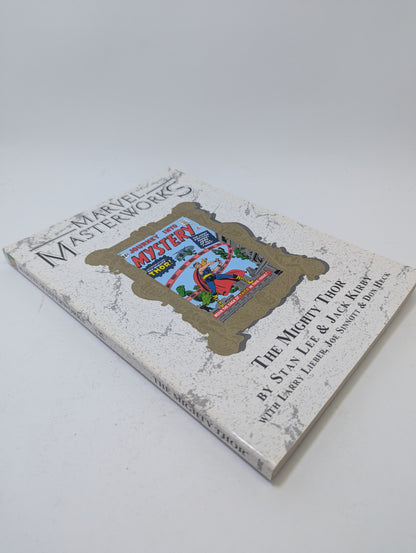 MARVEL
MASTERWORKS
JOURNEY INTO
MYSTERY
THOR!
THE MIGHTY THOR
BY STAN LEE & JACK KIRBY
WITH LARRY LIEBER, JOE SINNOTT & DON HECK
THE MIGHTY THOR